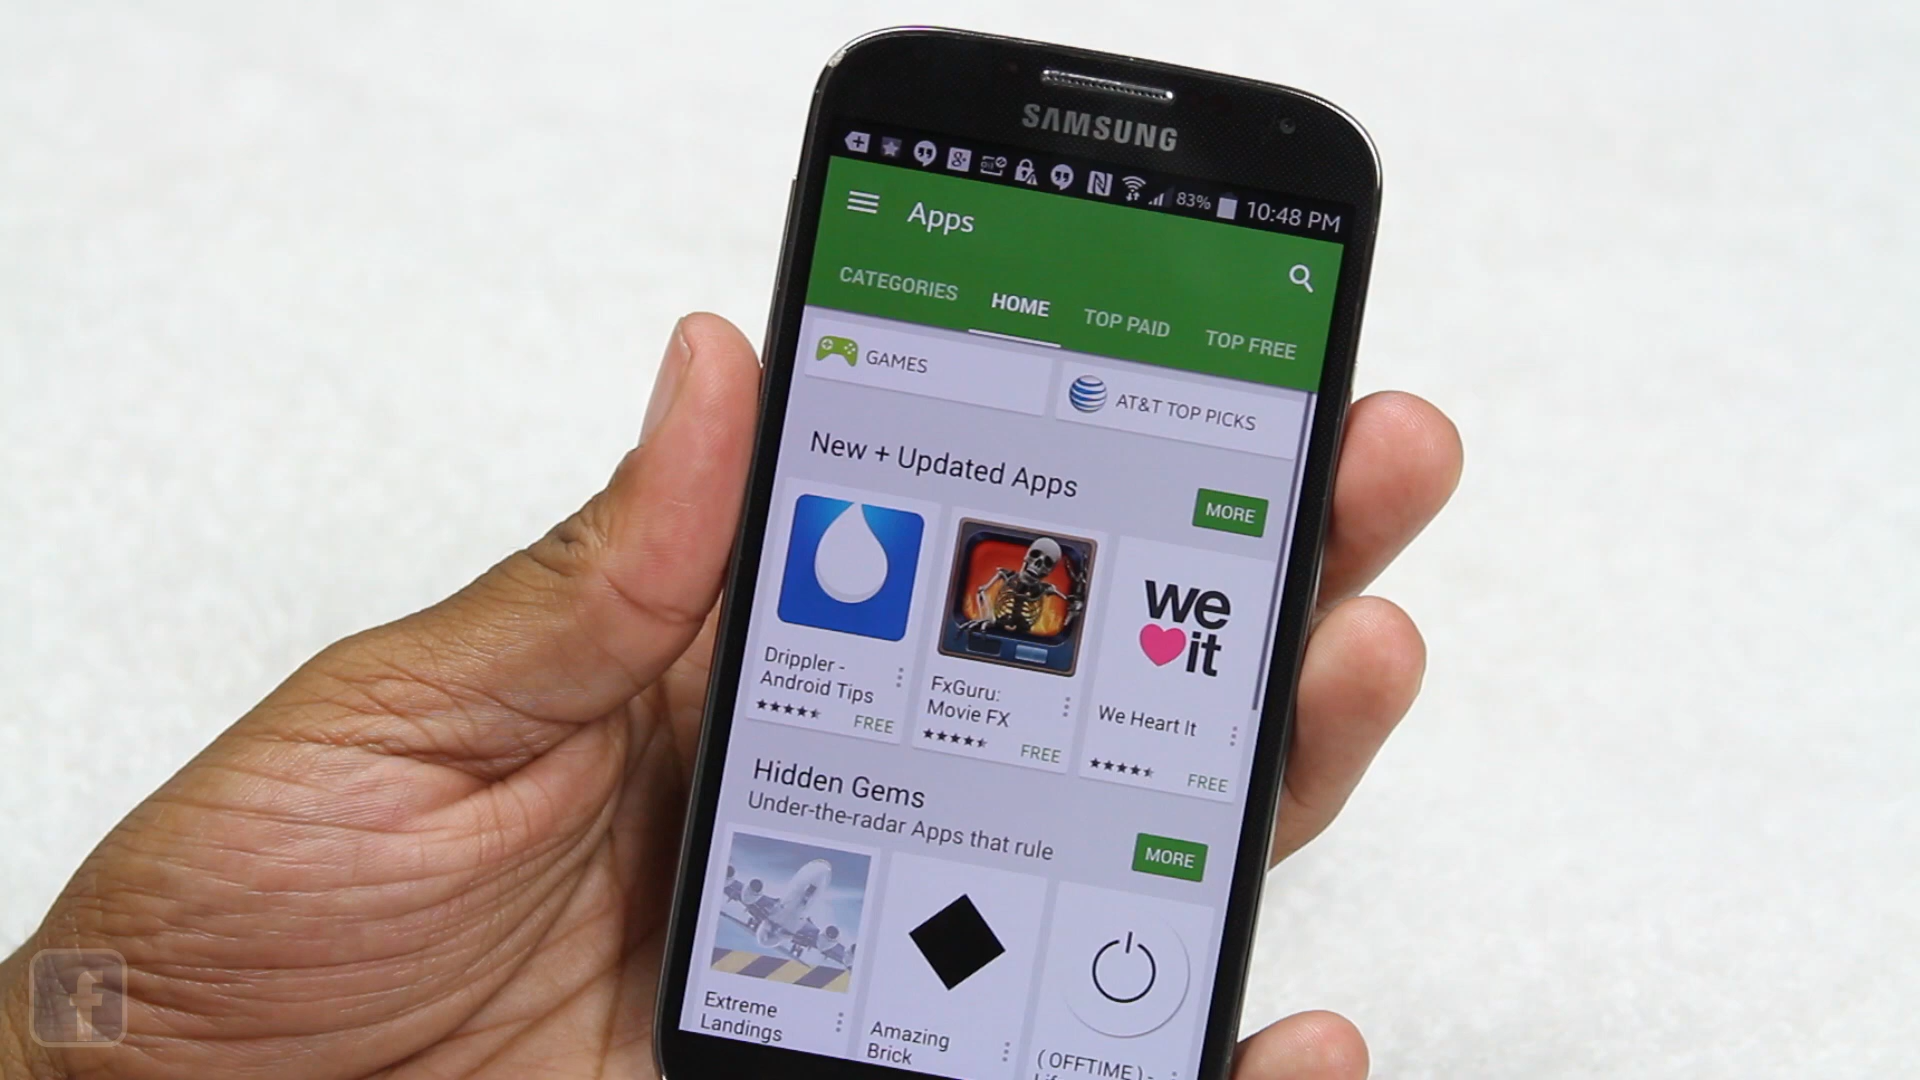 SAMSUNG
83% 10:48 PM
Apps
CATEGORIES HOME TOP PAID TOP FREE
GAMES
AT&T TOP PICKS
New + Updated Apps
MORE
we
it
Drippler -
Android Tips
FREE
FxGuru:
Movie FX
FREE
We Heart It
FREE
Hidden Gems
Under-the-radar Apps that rule
MORE
Extreme
Landings
Amazing
Brick
( OFFTIME ) -
f